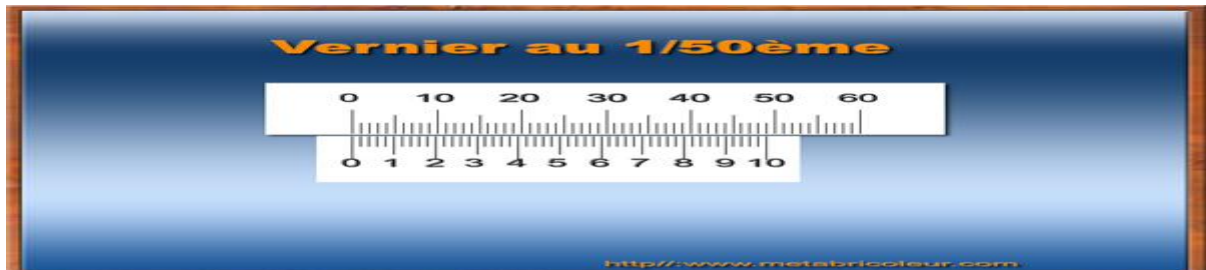 Vernier au 1/50ème
0 10 20 30 40 50 60
0 1 2 3 4 5 6 7 8 9 10
http//:www.metabricoleur.com